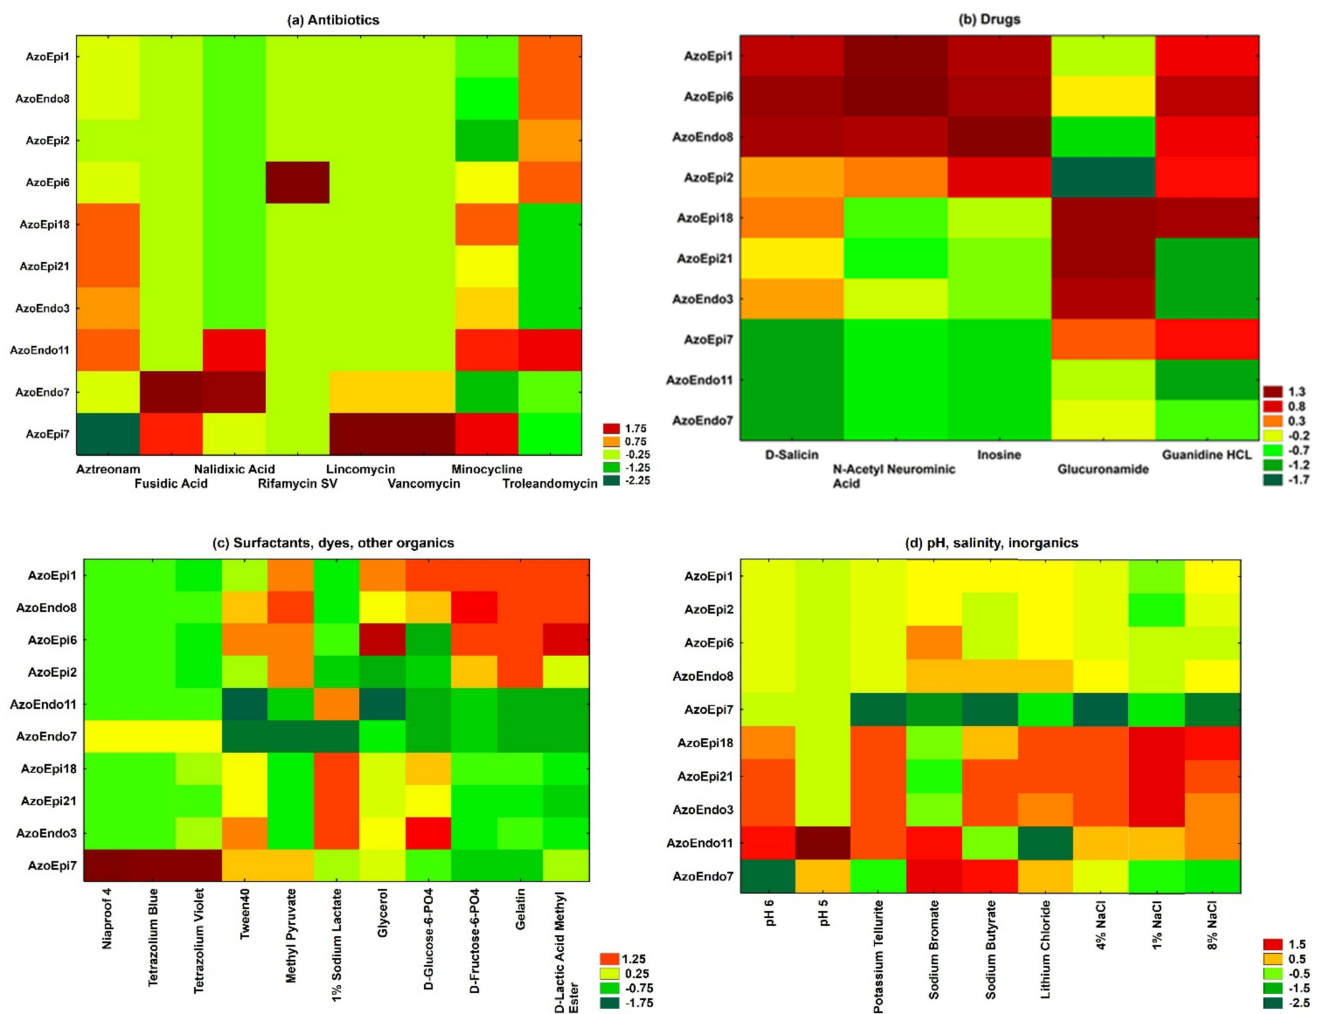 (a) Antibiotics
AzoEpi1
AzoEndo8
AzoEpi2
AzoEpi6
AzoEpi18
AzoEpi21
AzoEndo3
AzoEndo11
AzoEndo7
AzoEpi7
Aztreonam
Fusidic Acid
Nalidixic Acid
Rifamycin SV
Lincomycin
Vancomycin
Minocycline
Troleandomycin
1.75
0.75
-0.25
-1.25
-2.25
(b) Drugs
AzoEpi1
AzoEpi6
AzoEndo8
AzoEpi2
AzoEpi18
AzoEpi21
AzoEndo3
AzoEpi7
AzoEndo11
AzoEndo7
D-Salicin
N-Acetyl Neurominic
Acid
Inosine
Glucuronamide
Guanidine HCL
1.3
0.8
0.3
-0.2
-0.7
-1.2
-1.7
(c) Surfactants, dyes, other organics
AzoEpi1
AzoEndo8
AzoEpi6
AzoEpi2
AzoEndo11
AzoEndo7
AzoEpi18
AzoEpi21
AzoEndo3
AzoEpi7
Niaproof 4
Tetrazolium Blue
Tetrazolium Violet
Tween40
Methyl Pyruvate
1% Sodium Lactate
Glycerol
D-Glucose-6-PO4
D-Fructose-6-PO4
Gelatin
D-Lactic Acid Methyl
Ester
1.25
0.25
-0.75
-1.75
(d) pH, salinity, inorganics
AzoEpi1
AzoEpi2
AzoEpi6
AzoEndo8
AzoEpi7
AzoEpi18
AzoEpi21
AzoEndo3
AzoEndo11
AzoEndo7
pH 6
pH 5
Potassium Tellurite
Sodium Bromate
Sodium Butyrate
Lithium Chloride
4% NaCl
1% NaCl
8% NaCl
1.5
0.5
-0.5
-1.5
-2.5